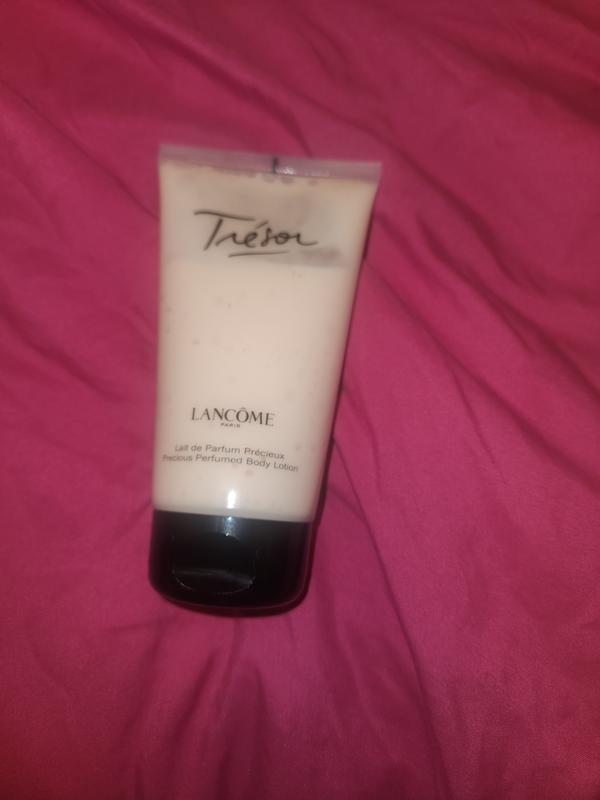 Trésor
LANCÔME
PARIS
Lait de Parfum Précieux
Precious Perfumed Body Lotion